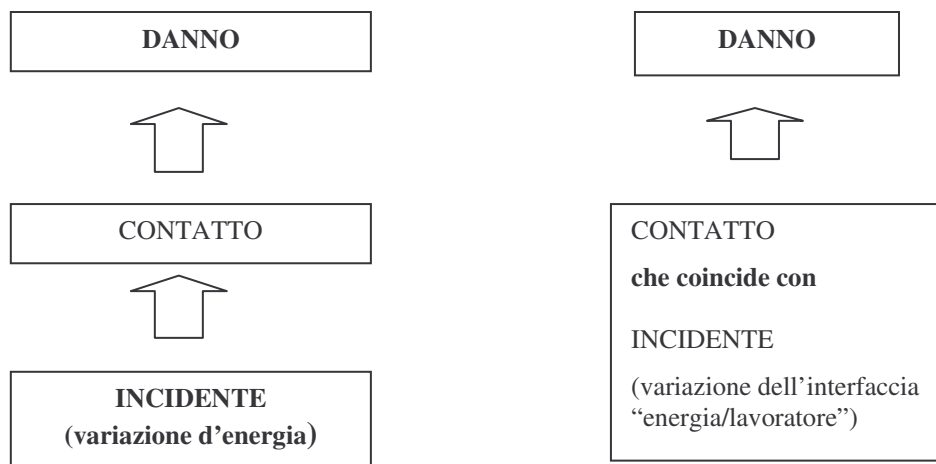 DANNO
CONTATTO
INCIDENTE
(variazione d'energia)
DANNO
CONTATTO
che coincide con
INCIDENTE
(variazione dell'interfaccia
“energia/lavoratore”)